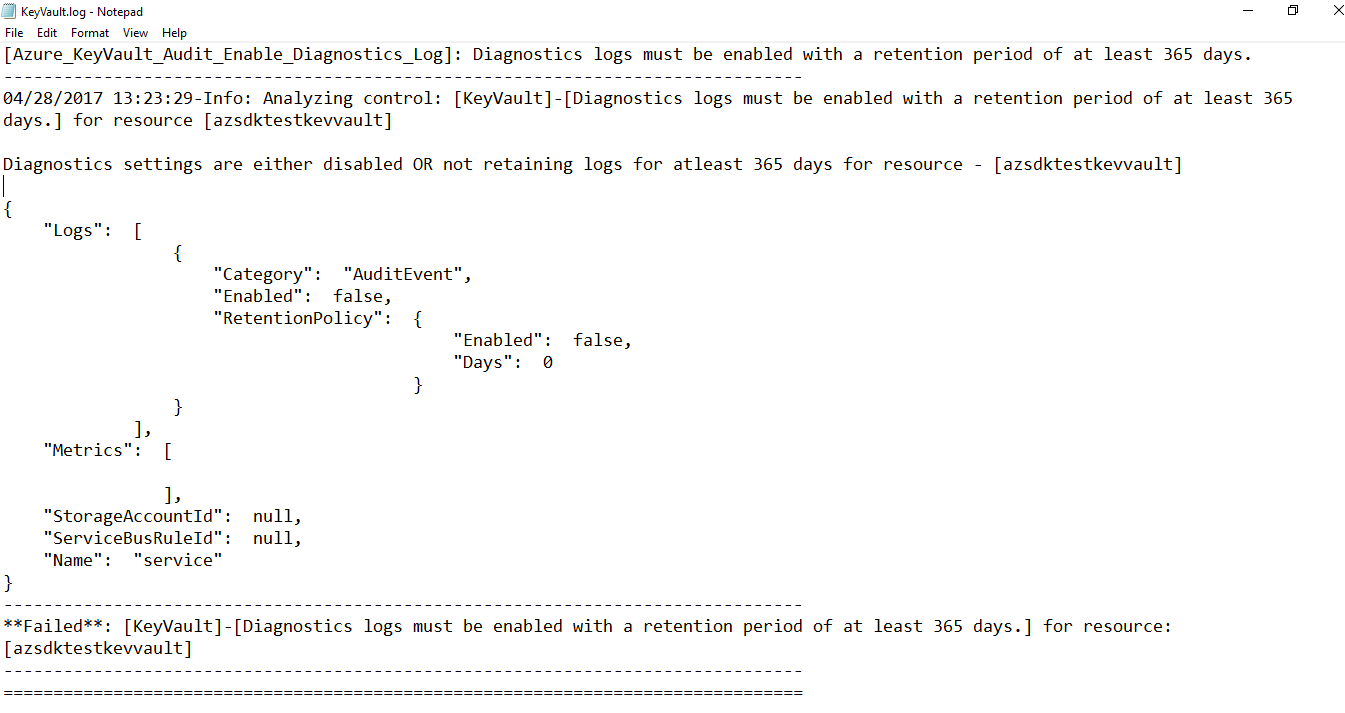 KeyVault.log - Notepad
File Edit Format View Help
[Azure_KeyVault_Audit_Enable_Diagnostics_Log]: Diagnostics logs must be enabled with a retention period of at least 365 days.
--------------------------------------------------------------------------------
04/28/2017 13:23:29-Info: Analyzing control: [KeyVault]-[Diagnostics logs must be enabled with a retention period of at least 365
days.] for resource [azsdktestkevvault]
Diagnostics settings are either disabled OR not retaining logs for atleast 365 days for resource - [azsdktestkevvault]
{
"Logs": [
{
"Category": "AuditEvent",
"Enabled": false,
"RetentionPolicy": {
"Enabled": false,
"Days": 0
}
}
],
"Metrics": [
],
"StorageAccountId": null,
"ServiceBusRuleId": null,
"Name": "service"
}
--------------------------------------------------------------------------------
**Failed**: [KeyVault]-[Diagnostics logs must be enabled with a retention period of at least 365 days.] for resource:
[azsdktestkevvault]
--------------------------------------------------------------------------------
================================================================================